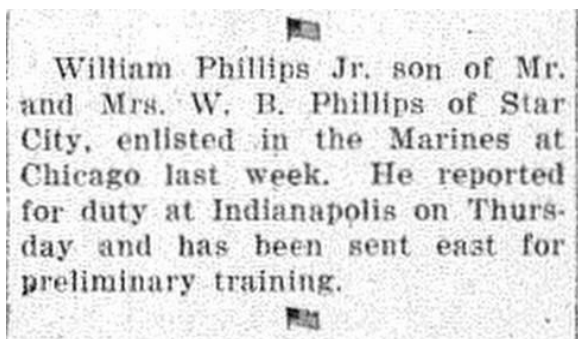 William Phillips Jr. son of Mr.
and Mrs. W. B. Phillips of Star
City, enlisted in the Marines at
Chicago last week. He reported
for duty at Indianapolis on Thurs-
day and has been sent east for
preliminary training.